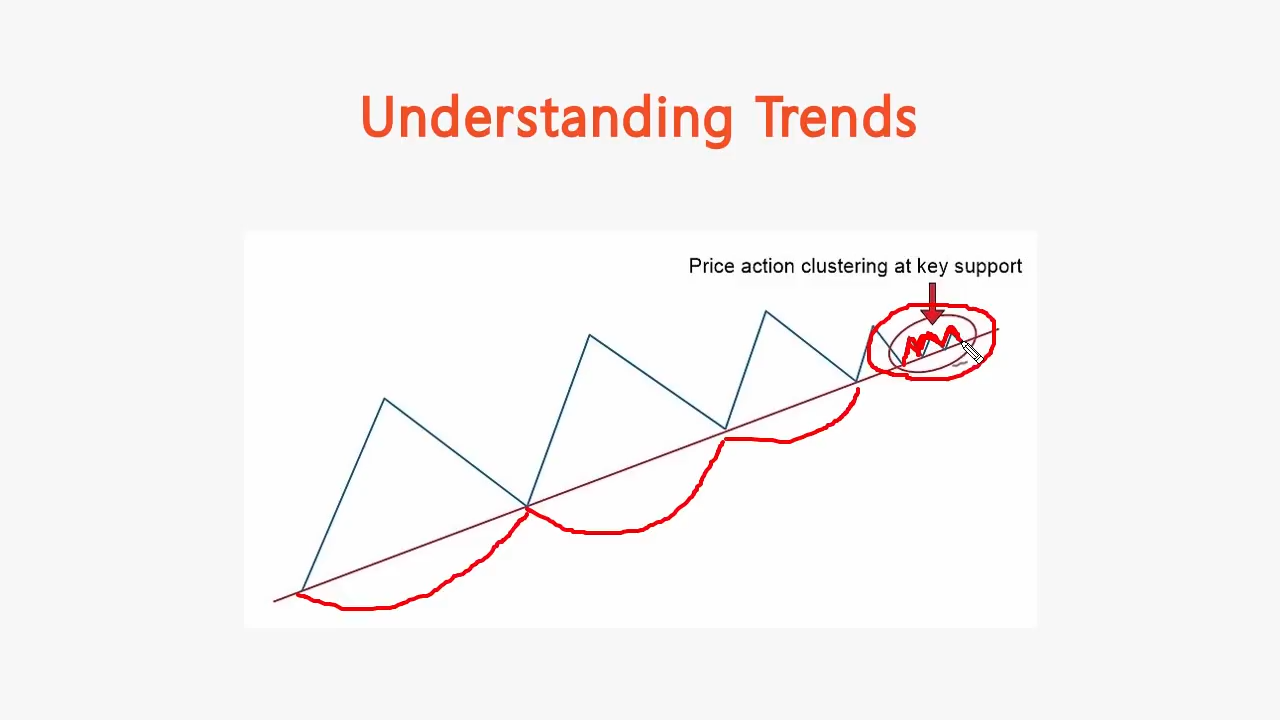 Understanding Trends
Price action clustering at key support